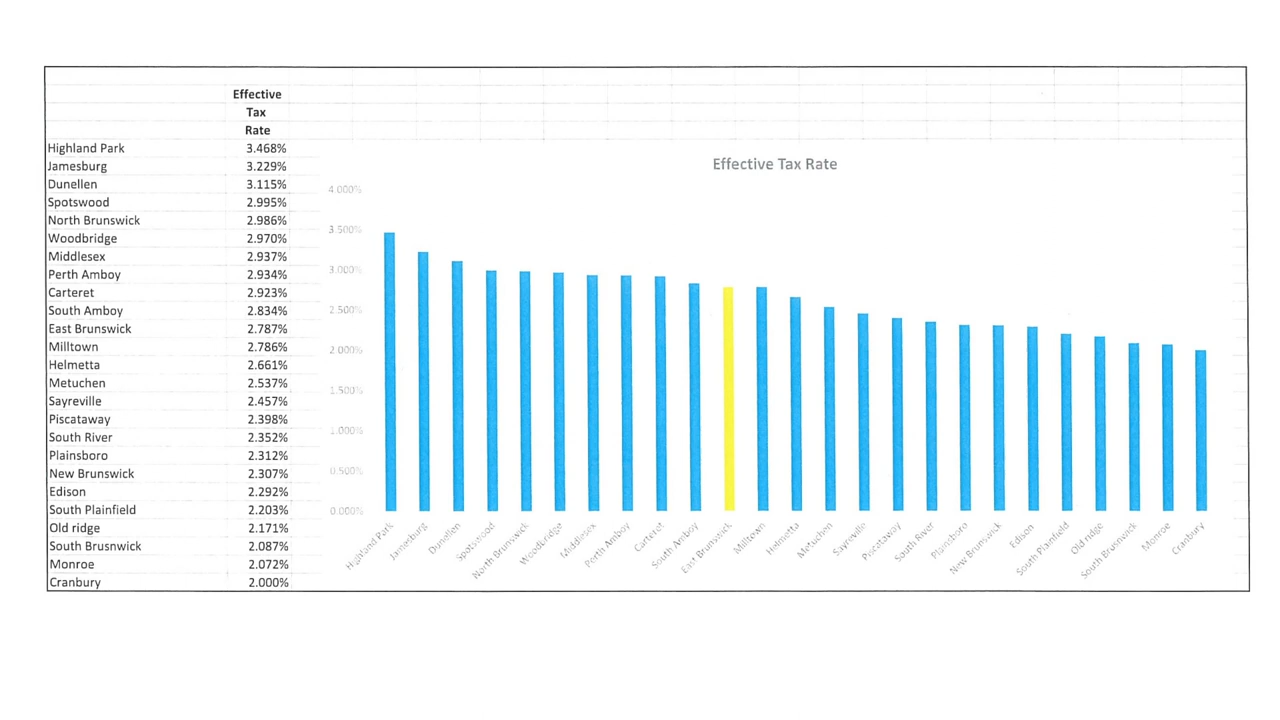 Effective
Tax
Rate
Highland Park 3.468%
Jamesburg 3.229%
Dunellen 3.115%
Spotswood 2.995%
North Brunswick 2.986%
Woodbridge 2.970%
Middlesex 2.937%
Perth Amboy 2.934%
Carteret 2.923%
South Amboy 2.834%
East Brunswick 2.787%
Milltown 2.786%
Helmetta 2.661%
Metuchen 2.537%
Sayreville 2.457%
Piscataway 2.398%
South River 2.352%
Plainsboro 2.312%
New Brunswick 2.307%
Edison 2.292%
South Plainfield 2.203%
Old ridge 2.171%
South Brusnwick 2.087%
Monroe 2.072%
Cranbury 2.000%
Effective Tax Rate
4.000%
3.500%
3.000%
2.500%
2.000%
1.500%
1.000%
0.500%
0.000%
Highland Park
Jamesburg
Dunellen
Spotswood
North Brunswick
Woodbridge
Middlesex
Perth Amboy
Carteret
South Amboy
East Brunswick
Milltown
Helmetta
Metuchen
Sayreville
Piscataway
South River
Plainsboro
New Brunswick
Edison
South Plainfield
Old ridge
South Brusnwick
Monroe
Cranbury